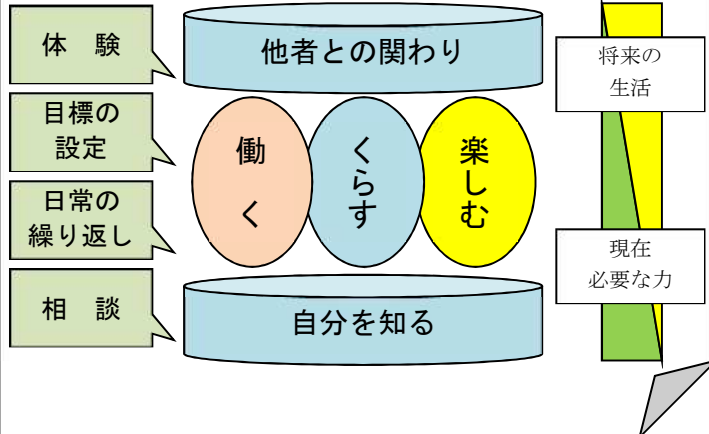 体　験
目標の
設定
日常の
繰り返し
相　談
他者との関わり
働　く
くらす
楽しむ
自分を知る
将来の
生活
現在
必要な力